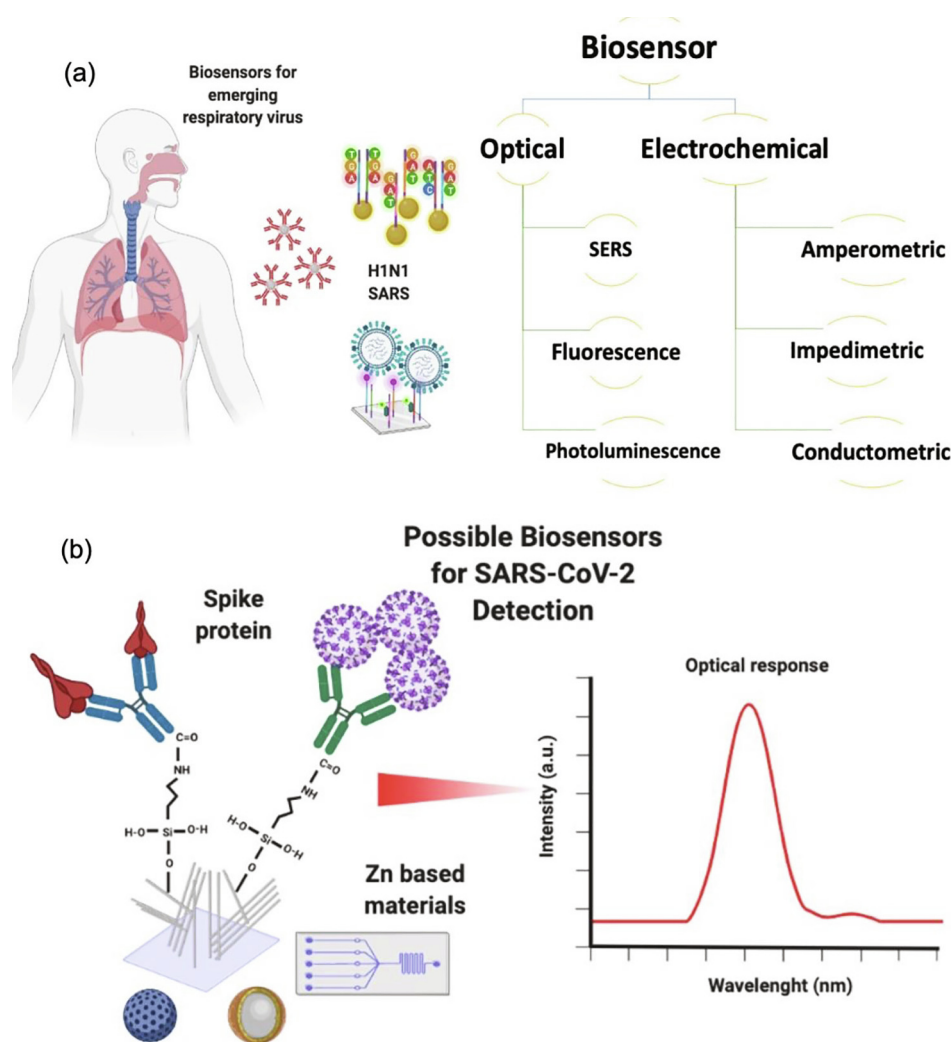 (a)
Biosensors for
emerging
respiratory virus
H1N1
SARS
T
G
A
T
G
A
G
A
T
G
A
T
A
T
C
G
A
T
Biosensor
Optical
Electrochemical
SERS
Amperometric
Fluorescence
Impedimetric
Photoluminescence
Conductometric
(b)
Possible Biosensors
for SARS-CoV-2
Detection
Spike
protein
C=O
NH
H-O
Si
O-H
O
C=O
NH
H-O
Si
O-H
O
Zn based
materials
Optical response
Intensity (a.u.)
Wavelenght (nm)